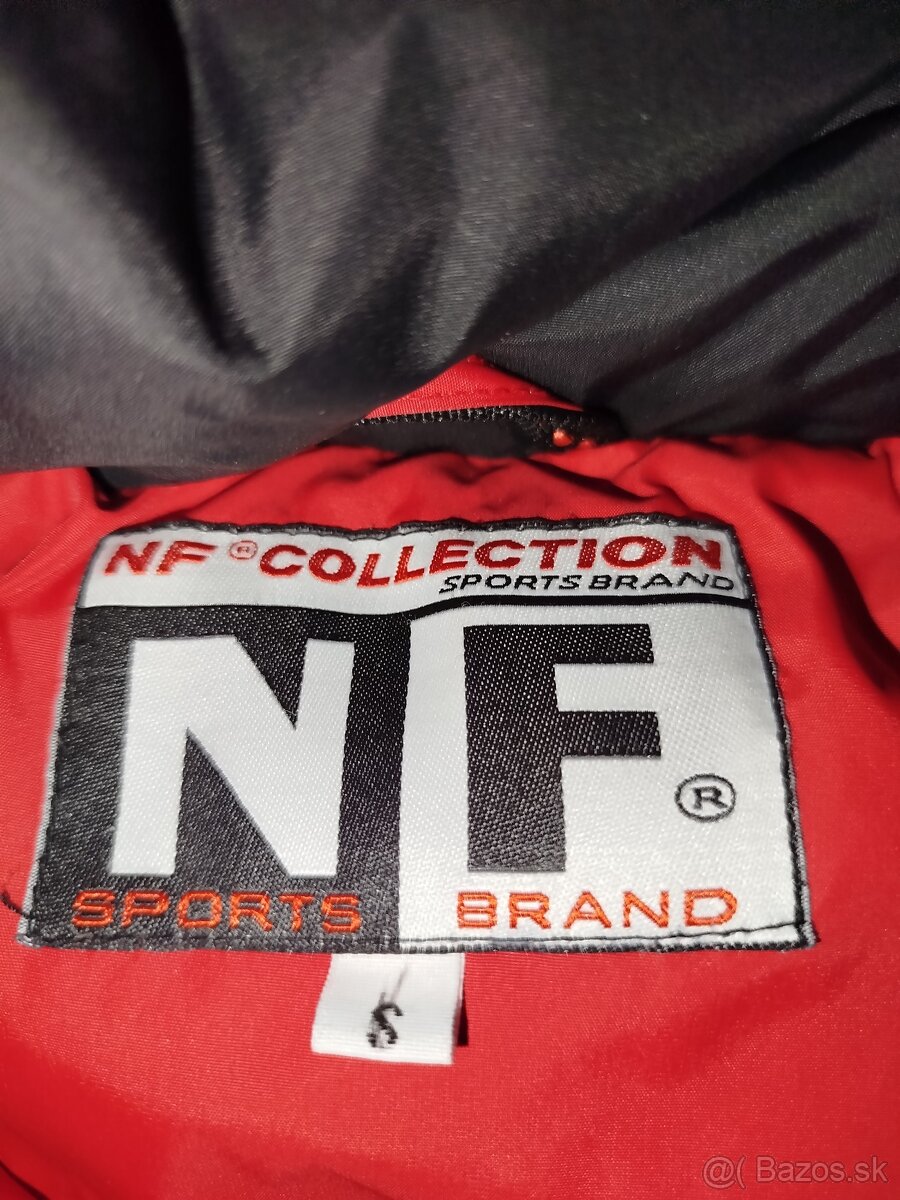 NF ® COLLECTION
SPORTS BRAND
NF ®
SPORTS BRAND
S
@( Bazos.sk